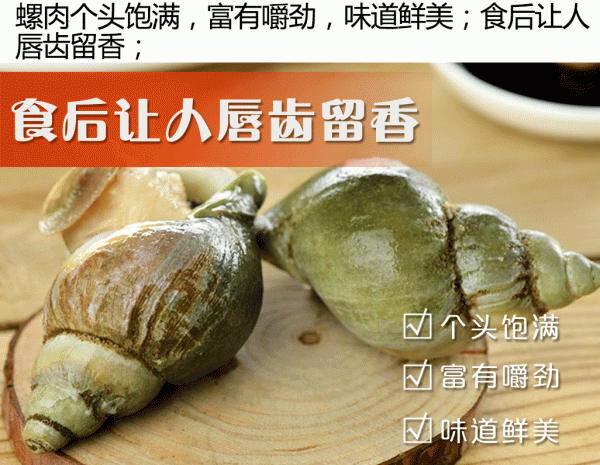 螺肉个头饱满，富有嚼劲，味道鲜美；食后让人
唇齿留香；
食后让人唇齿留香
个头饱满
富有嚼劲
味道鲜美